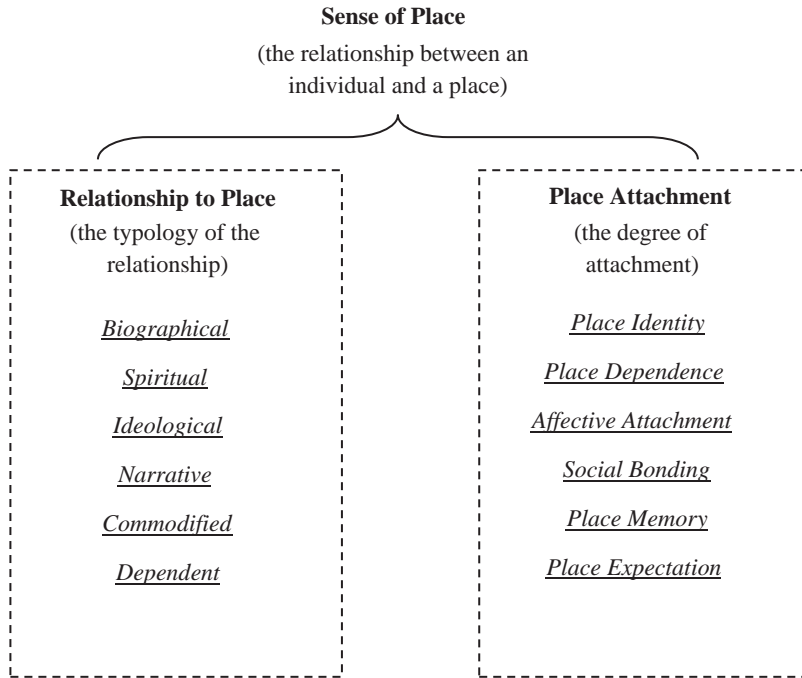 Sense of Place
(the relationship between an
individual and a place)
Relationship to Place
(the typology of the
relationship)
Biographical
Spiritual
Ideological
Narrative
Commodified
Dependent
Place Attachment
(the degree of
attachment)
Place Identity
Place Dependence
Affective Attachment
Social Bonding
Place Memory
Place Expectation